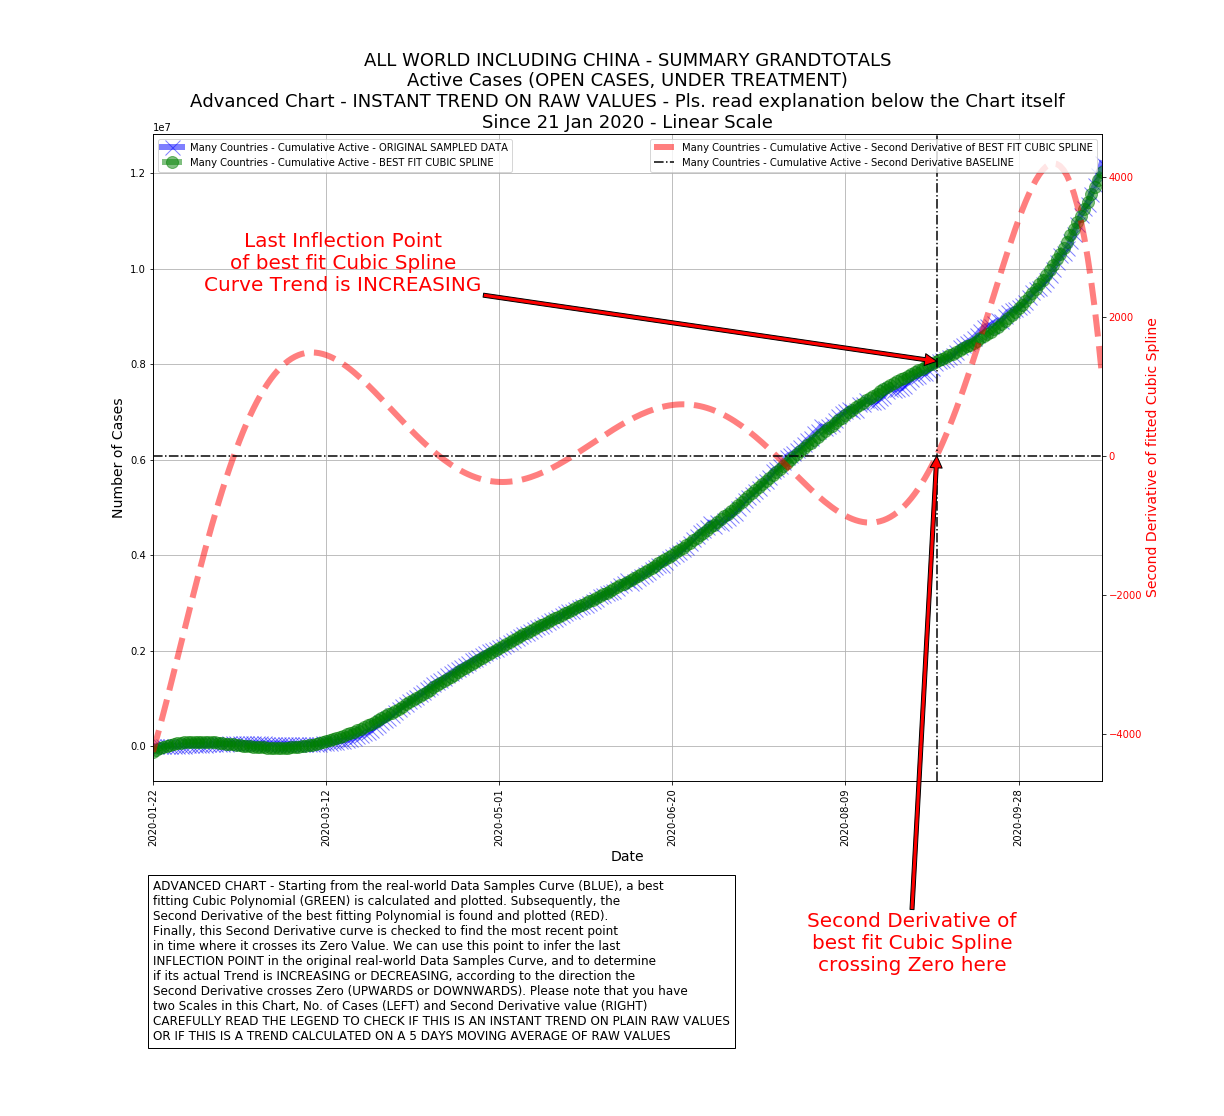 ALL WORLD INCLUDING CHINA - SUMMARY GRANDTOTALS
Active Cases (OPEN CASES, UNDER TREATMENT)
Advanced Chart - INSTANT TREND ON RAW VALUES - Pls. read explanation below the Chart itself
Since 21 Jan 2020 - Linear Scale
1e7
Many Countries - Cumulative Active - ORIGINAL SAMPLED DATA
Many Countries - Cumulative Active - BEST FIT CUBIC SPLINE
Many Countries - Cumulative Active - Second Derivative of BEST FIT CUBIC SPLINE
Many Countries - Cumulative Active - Second Derivative BASELINE
Last Inflection Point
of best fit Cubic Spline
Curve Trend is INCREASING
Number of Cases
1.2
1.0
0.8
0.6
0.4
0.2
0.0
4000
2000
0
−2000
−4000
Second Derivative of fitted Cubic Spline
2020-01-22
2020-03-12
2020-05-01
2020-06-20
2020-08-09
2020-09-28
Date
Second Derivative of
best fit Cubic Spline
crossing Zero here
ADVANCED CHART - Starting from the real-world Data Samples Curve (BLUE), a best
fitting Cubic Polynomial (GREEN) is calculated and plotted. Subsequently, the
Second Derivative of the best fitting Polynomial is found and plotted (RED).
Finally, this Second Derivative curve is checked to find the most recent point
in time where it crosses its Zero Value. We can use this point to infer the last
INFLECTION POINT in the original real-world Data Samples Curve, and to determine
if its actual Trend is INCREASING or DECREASING, according to the direction the
Second Derivative crosses Zero (UPWARDS or DOWNWARDS). Please note that you have
two Scales in this Chart, No. of Cases (LEFT) and Second Derivative value (RIGHT)
CAREFULLY READ THE LEGEND TO CHECK IF THIS IS AN INSTANT TREND ON PLAIN RAW VALUES
OR IF THIS IS A TREND CALCULATED ON A 5 DAYS MOVING AVERAGE OF RAW VALUES